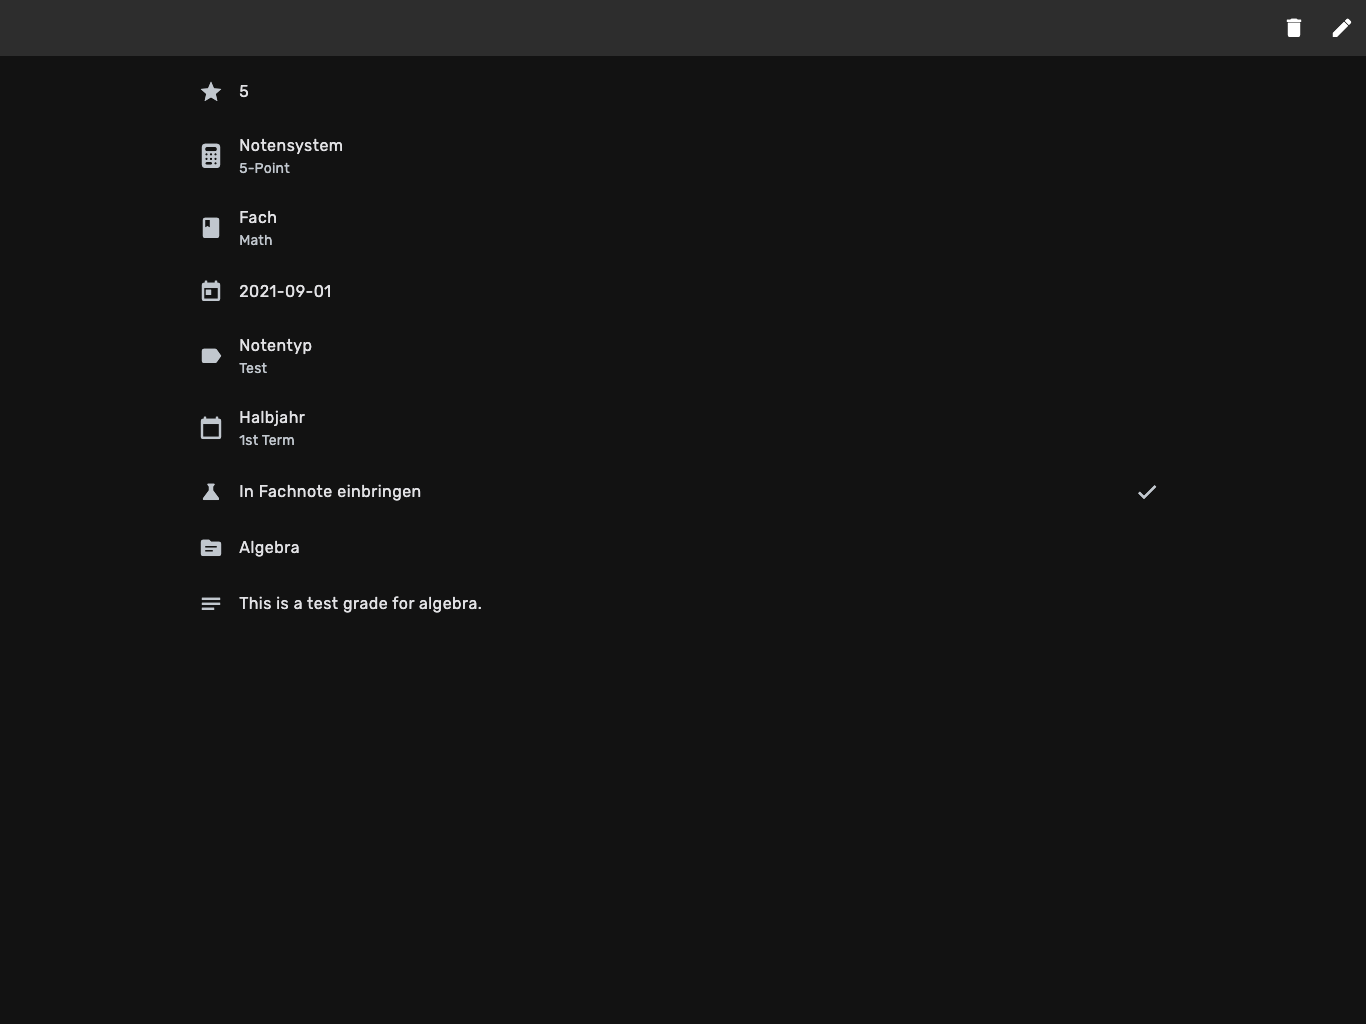 5
Notensystem
5-Point
Fach
Math
2021-09-01
Notentyp
Test
Halbjahr
1st Term
In Fachnote einbringen
Algebra
This is a test grade for algebra.